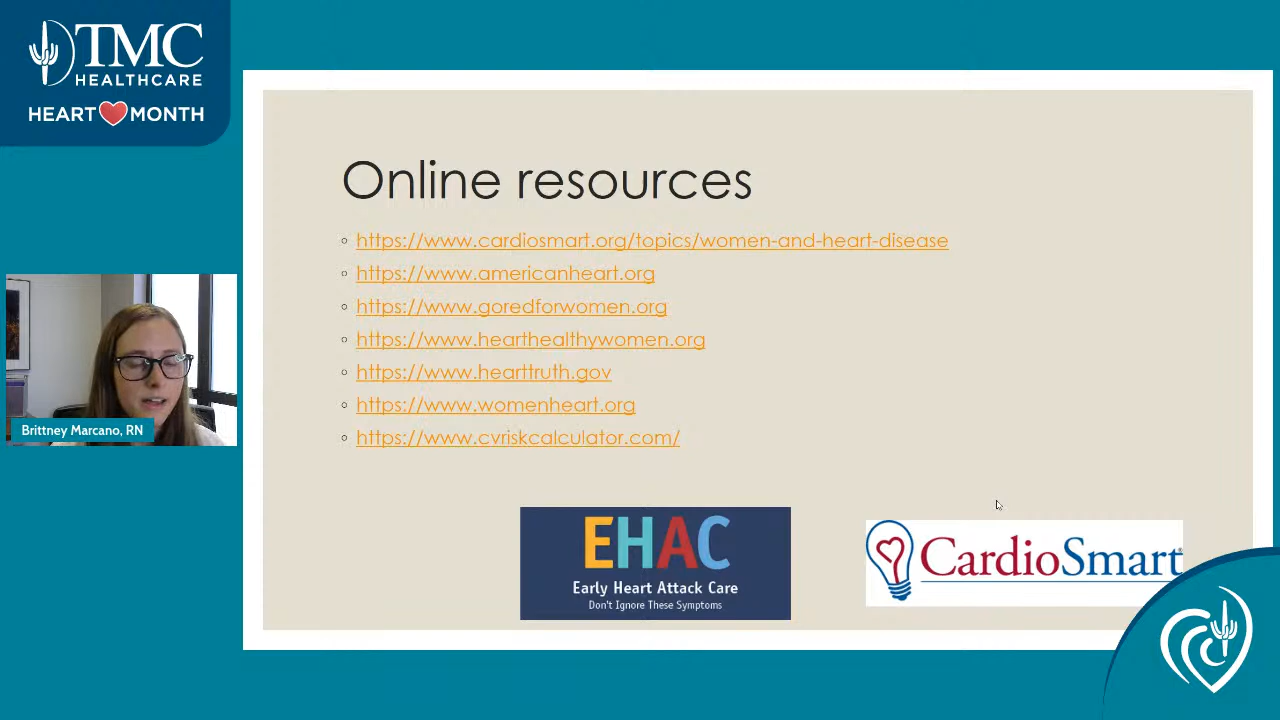 TMC
HEALTHCARE
HEART MONTH
Online resources
https://www.cardiosmart.org/topics/women-and-heart-disease
https://www.americanheart.org
https://www.goredforwomen.org
https://www.hearthealthywomen.org
https://www.hearttruth.gov
https://www.womenheart.org
https://www.cvriskcalculator.com/
Brittney Marcano, RN
EHAC
Early Heart Attack Care
Don't Ignore These Symptoms
CardioSmart®